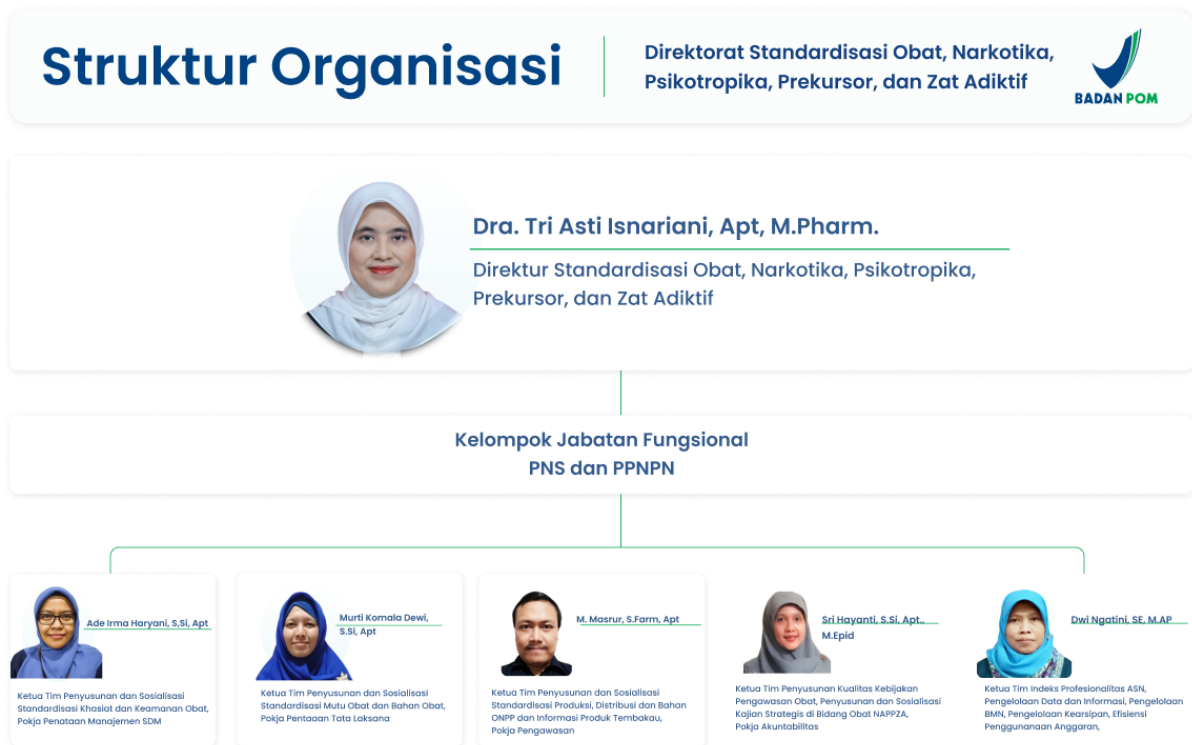 Struktur Organisasi
Direktorat Standardisasi Obat, Narkotika,
Psikotropika, Prekursor, dan Zat Adiktif
BADAN POM
Dra. Tri Asti Isnariani, Apt, M.Pharm.
Direktur Standardisasi Obat, Narkotika, Psikotropika,
Prekursor, dan Zat Adiktif
Kelompok Jabatan Fungsional
PNS dan PPNPN
Ade Irma Haryani, S,Si, Apt
Ketua Tim Penyusunan dan Sosialisasi
Standardisasi Khasiat dan Keamanan Obat,
Pokja Penataan Manajemen SDM
Murti Komala Dewi,
S.Si, Apt
Ketua Tim Penyusunan dan Sosialisasi
Standardisasi Mutu Obat dan Bahan Obat,
Pokja Pentaaan Tata Laksana
M. Masrur, S.Farm, Apt
Ketua Tim Penyusunan dan Sosialisasi
Standardisasi Produksi, Distribusi dan Bahan
ONPP dan Informasi Produk Tembakau,
Pokja Pengawasan
Sri Hayanti, S.Si, Apt.,
M.Epid
Ketua Tim Penyusunan Kualitas Kebijakan
Pengawasan Obat, Penyusunan dan Sosialisasi
Kajian Strategis di Bidang Obat NAPPZA,
Pokja Akuntabilitas
Dwi Ngatini, SE, M.AP
Ketua Tim Indeks Profesionalitas ASN,
Pengelolaan Data dan Informasi, Pengelolaan
BMN, Pengelolaan Kearsipan, Efisiensi
Penggunanaan Anggaran,